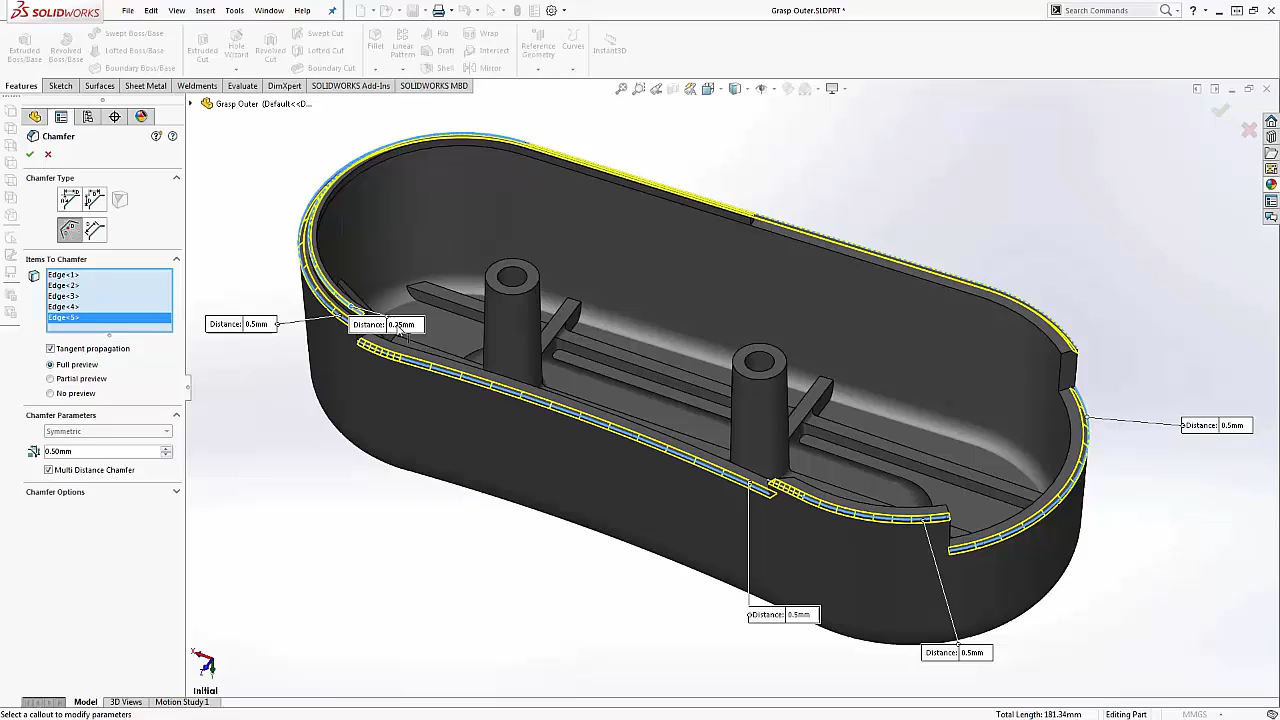 SOLIDWORKS
File Edit View Insert Tools Window Help
Grasp Outer.SLDPRT *
Search Commands
Extruded Boss/Base
Revolved Boss/Base
Swept Boss/Base
Lofted Boss/Base
Boundary Boss/Base
Extruded Cut
Hole Wizard
Revolved Cut
Swept Cut
Lofted Cut
Boundary Cut
Fillet
Linear Pattern
Rib
Draft
Shell
Wrap
Intersect
Mirror
Reference Geometry
Curves
Instant3D
Features Sketch Surfaces Sheet Metal Weldments Evaluate DimXpert SOLIDWORKS Add-Ins SOLIDWORKS MBD
Grasp Outer (Default<<D...
Chamfer
Chamfer Type
Items To Chamfer
Edge<1>
Edge<2>
Edge<3>
Edge<4>
Edge<5>
Tangent propagation
Full preview
Partial preview
No preview
Chamfer Parameters
Symmetric
0.50mm
Multi Distance Chamfer
Chamfer Options
Distance: 0.5mm
Distance: 0.25mm
Distance: 0.5mm
Distance: 0.5mm
Distance: 0.5mm
X
Z
Initial
Model 3D Views Motion Study 1
Select a callout to modify parameters
Total Length: 181.34mm
Editing Part
MMGS